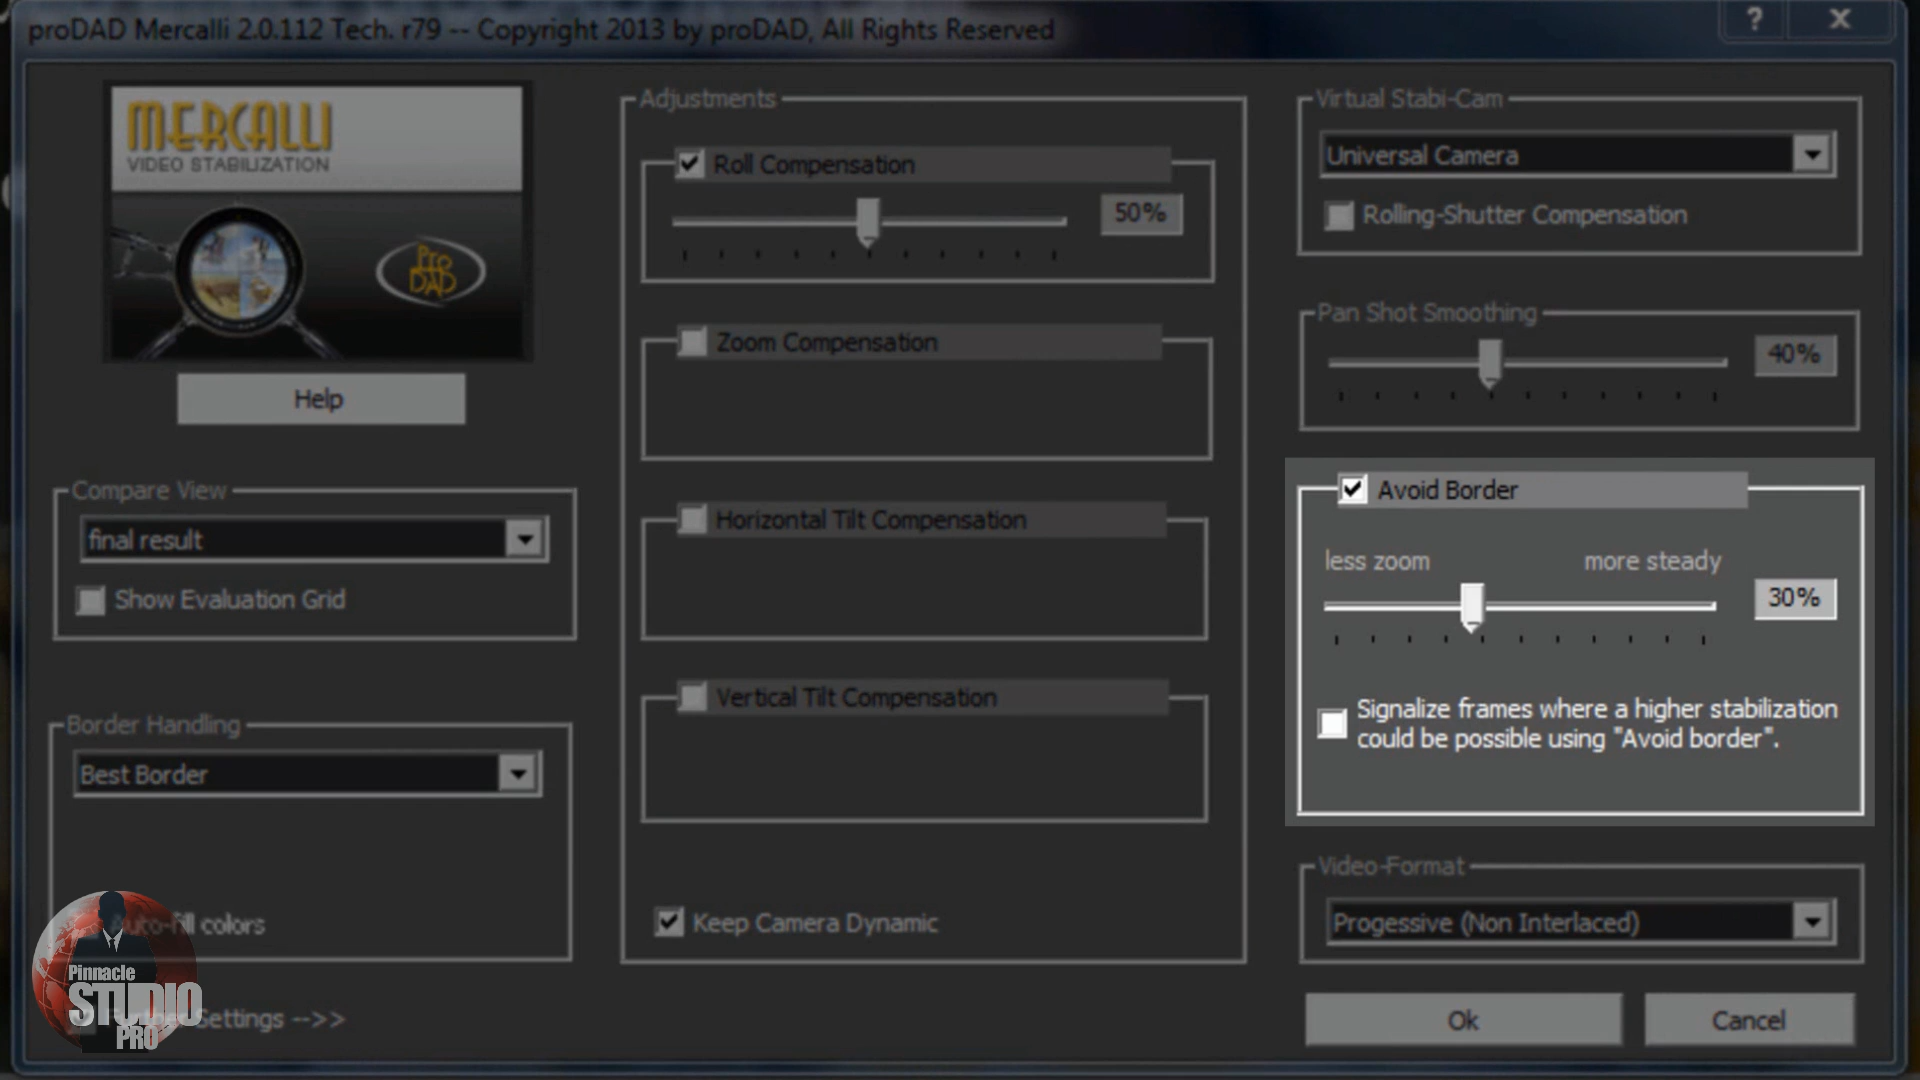 proDAD Mercalli 2.0.112 Tech. r79 -- Copyright 2013 by proDAD, All Rights Reserved
?
X
MERCALLI
VIDEO STABILIZATION
Pro
DAD
Help
Compare View
final result
Show Evaluation Grid
Border Handling
Best Border
Auto-fill colors
Settings -->>
Pinnacle
STUDIO
PRO
Adjustments
Roll Compensation
50%
Zoom Compensation
Horizontal Tilt Compensation
Vertical Tilt Compensation
Keep Camera Dynamic
Virtual Stabi-Cam
Universal Camera
Rolling-Shutter Compensation
Pan Shot Smoothing
40%
Avoid Border
less zoom more steady
30%
Signalize frames where a higher stabilization
could be possible using "Avoid border".
Video-Format
Progessive (Non Interlaced)
Ok Cancel